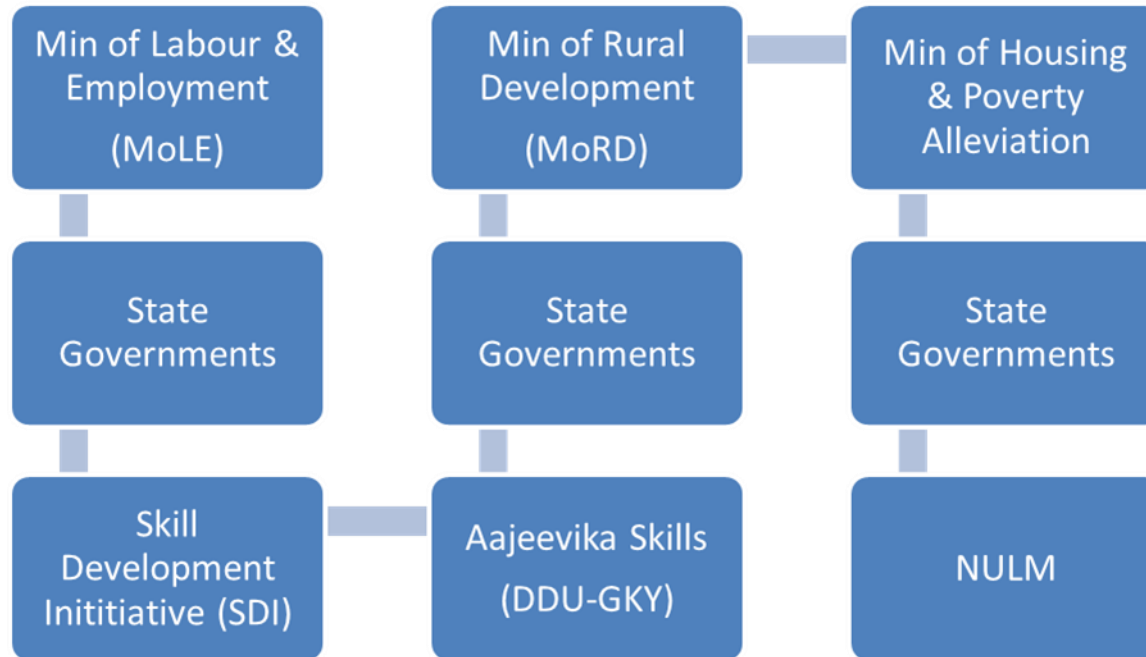 Min of Labour &
Employment
(MoLE)
State
Governments
Skill
Development
Inititiative (SDI)
Min of Rural
Development
(MoRD)
State
Governments
Aajeevika Skills
(DDU-GKY)
Min of Housing
& Poverty
Alleviation
State
Governments
NULM